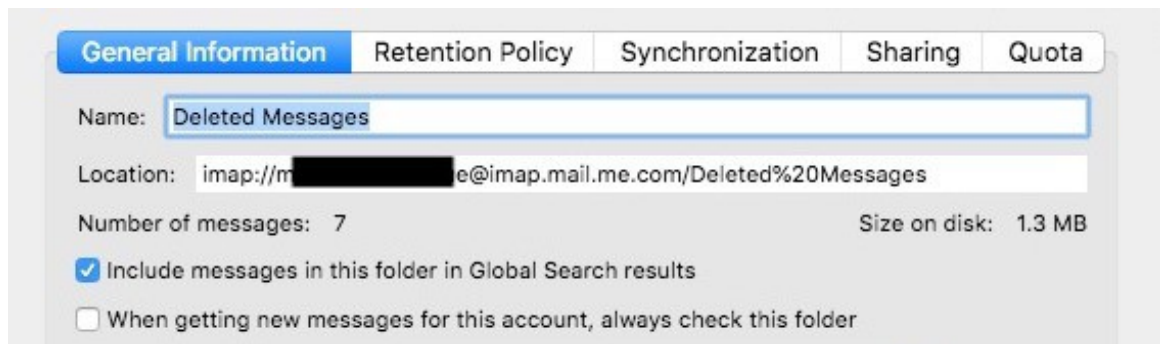 General Information Retention Policy Synchronization Sharing Quota
Name: Deleted Messages
Location: imap://m e@imap.mail.me.com/Deleted%20Messages
Number of messages: 7 Size on disk: 1.3 MB
Include messages in this folder in Global Search results
When getting new messages for this account, always check this folder